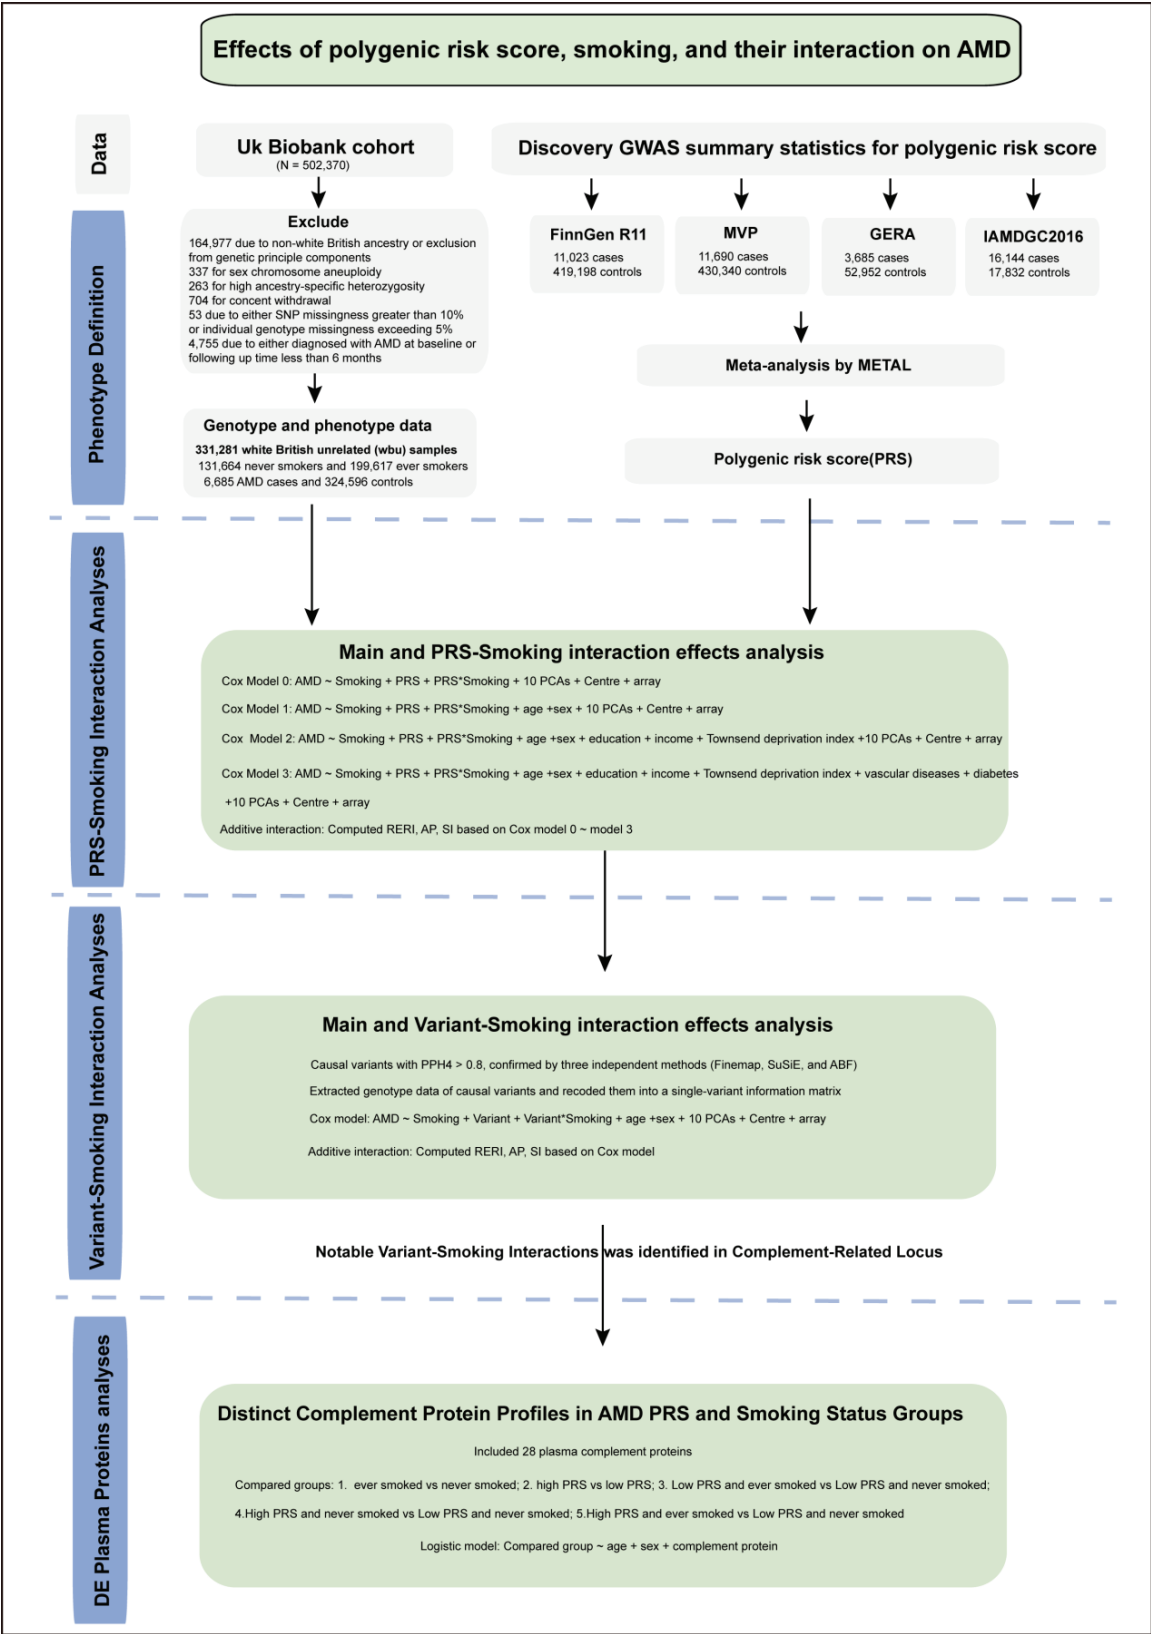 Effects of polygenic risk score, smoking, and their interaction on AMD
Data
Uk Biobank cohort
(N = 502,370)
Discovery GWAS summary statistics for polygenic risk score
Phenotype Definition
Exclude
164,977 due to non-white British ancestry or exclusion
from genetic principle components
337 for sex chromosome aneuploidy
263 for high ancestry-specific heterozygosity
704 for concent withdrawal
53 due to either SNP missingness greater than 10%
or individual genotype missingness exceeding 5%
4,755 due to either diagnosed with AMD at baseline or
following up time less than 6 months
FinnGen R11
11,023 cases
419,198 controls
MVP
11,690 cases
430,340 controls
GERA
3,685 cases
52,952 controls
IAMDGC2016
16,144 cases
17,832 controls
Meta-analysis by METAL
Genotype and phenotype data
331,281 white British unrelated (wbu) samples
131,664 never smokers and 199,617 ever smokers
6,685 AMD cases and 324,596 controls
Polygenic risk score(PRS)
PRS-Smoking Interaction Analyses
Main and PRS-Smoking interaction effects analysis
Cox Model 0: AMD ~ Smoking + PRS + PRS*Smoking + 10 PCAs + Centre + array
Cox Model 1: AMD ~ Smoking + PRS + PRS*Smoking + age +sex + 10 PCAs + Centre + array
Cox Model 2: AMD ~ Smoking + PRS + PRS*Smoking + age +sex + education + income + Townsend deprivation index +10 PCAs + Centre + array
Cox Model 3: AMD ~ Smoking + PRS + PRS*Smoking + age +sex + education + income + Townsend deprivation index + vascular diseases + diabetes
+10 PCAs + Centre + array
Additive interaction: Computed RERI, AP, SI based on Cox model 0 ~ model 3
Variant-Smoking Interaction Analyses
Main and Variant-Smoking interaction effects analysis
Causal variants with PPH4 > 0.8, confirmed by three independent methods (Finemap, SuSiE, and ABF)
Extracted genotype data of causal variants and recoded them into a single-variant information matrix
Cox model: AMD ~ Smoking + Variant + Variant*Smoking + age +sex + 10 PCAs + Centre + array
Additive interaction: Computed RERI, AP, SI based on Cox model
Notable Variant-Smoking Interactions was identified in Complement-Related Locus
DE Plasma Proteins analyses
Distinct Complement Protein Profiles in AMD PRS and Smoking Status Groups
Included 28 plasma complement proteins
Compared groups: 1. ever smoked vs never smoked; 2. high PRS vs low PRS; 3. Low PRS and ever smoked vs Low PRS and never smoked;
4.High PRS and never smoked vs Low PRS and never smoked; 5.High PRS and ever smoked vs Low PRS and never smoked
Logistic model: Compared group ~ age + sex + complement protein